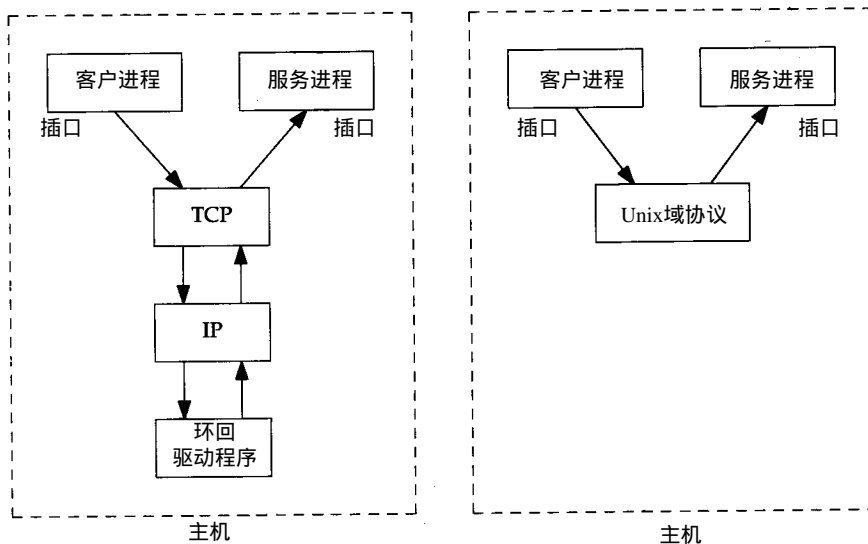 客户进程
服务进程
插口
插口
TCP
IP
环回
驱动程序
主机
客户进程
服务进程
插口
插口
Unix域协议
主机